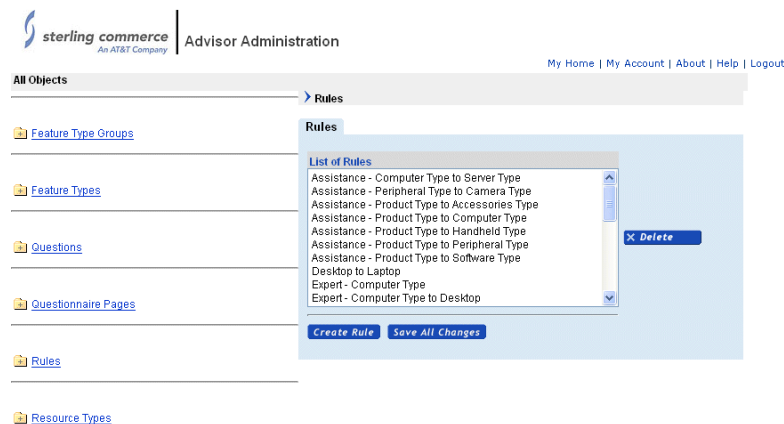 sterling commerce
An AT&T Company
Advisor Administration
My Home | My Account | About | Help | Logout
All Objects
Rules
Feature Type Groups
Feature Types
Questions
Questionnaire Pages
Rules
Resource Types
Rules
List of Rules
Assistance - Computer Type to Server Type
Assistance - Peripheral Type to Camera Type
Assistance - Product Type to Accessories Type
Assistance - Product Type to Computer Type
Assistance - Product Type to Handheld Type
Assistance - Product Type to Peripheral Type
Assistance - Product Type to Software Type
Desktop to Laptop
Expert - Computer Type
Expert - Computer Type to Desktop
X Delete
Create Rule
Save All Changes